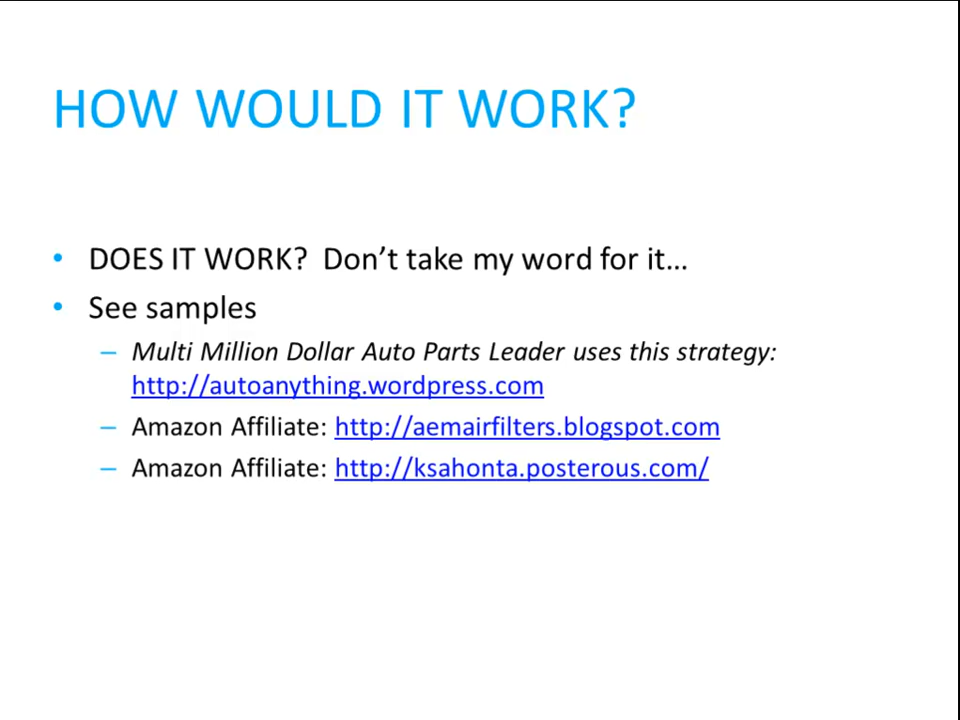 HOW WOULD IT WORK?
• DOES IT WORK?  Don’t take my word for it…
• See samples
– Multi Million Dollar Auto Parts Leader uses this strategy:
http://autoanything.wordpress.com
– Amazon Affiliate: http://aemairfilters.blogspot.com
– Amazon Affiliate: http://ksahonta.posterous.com/